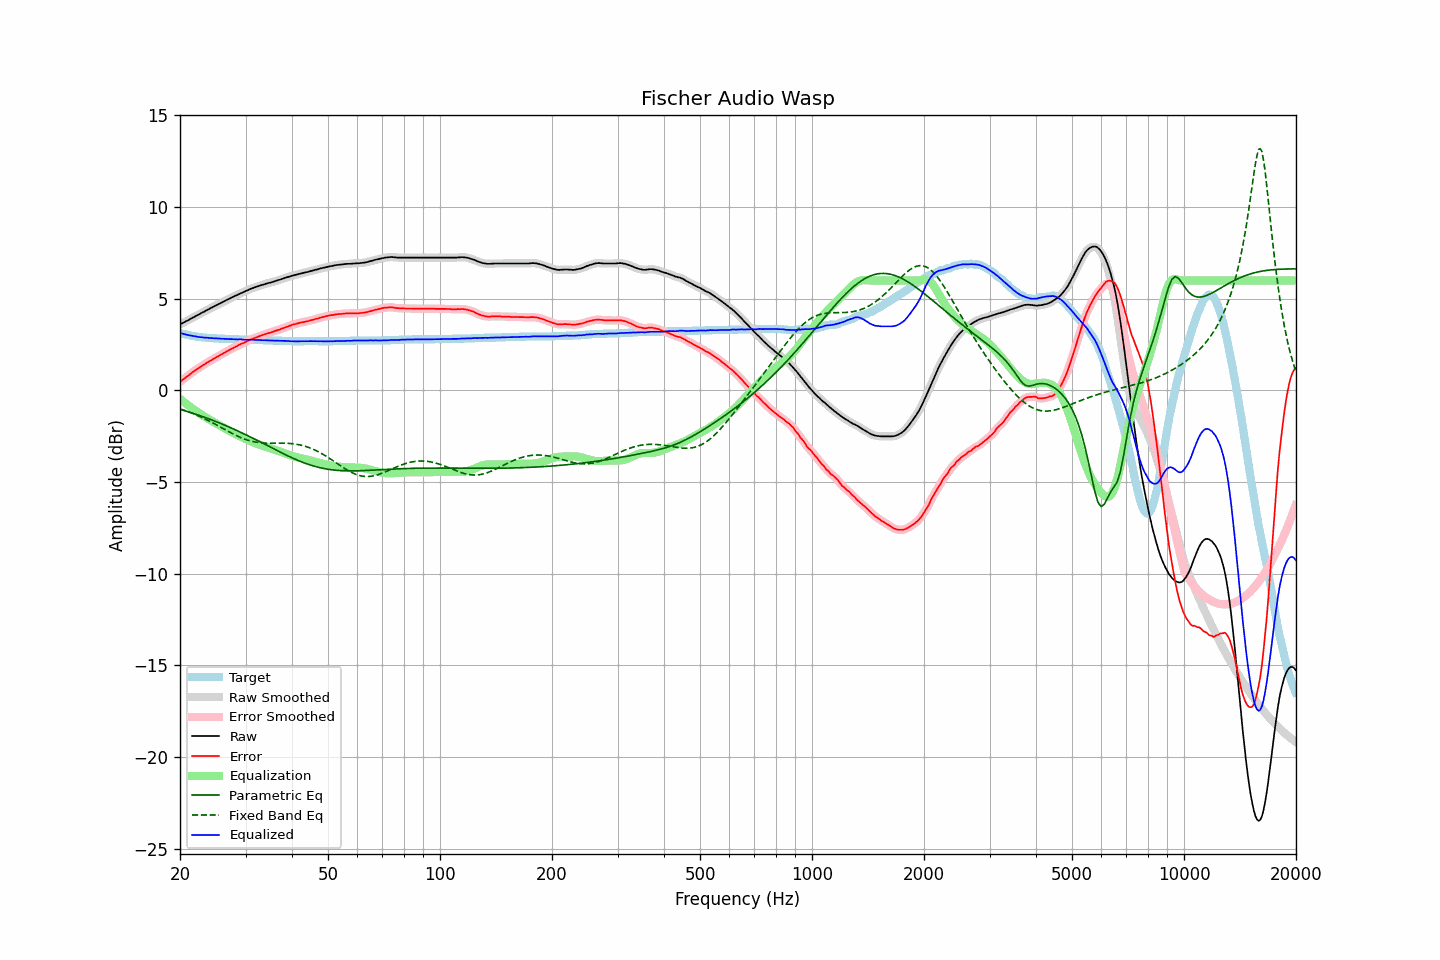 Fischer Audio Wasp
15
10
5
0
−5
−10
−15
−20
−25
Amplitude (dBr)
Target
Raw Smoothed
Error Smoothed
Raw
Error
Equalization
Parametric Eq
Fixed Band Eq
Equalized
20 50 100 200 500 1000 2000 5000 10000 20000
Frequency (Hz)